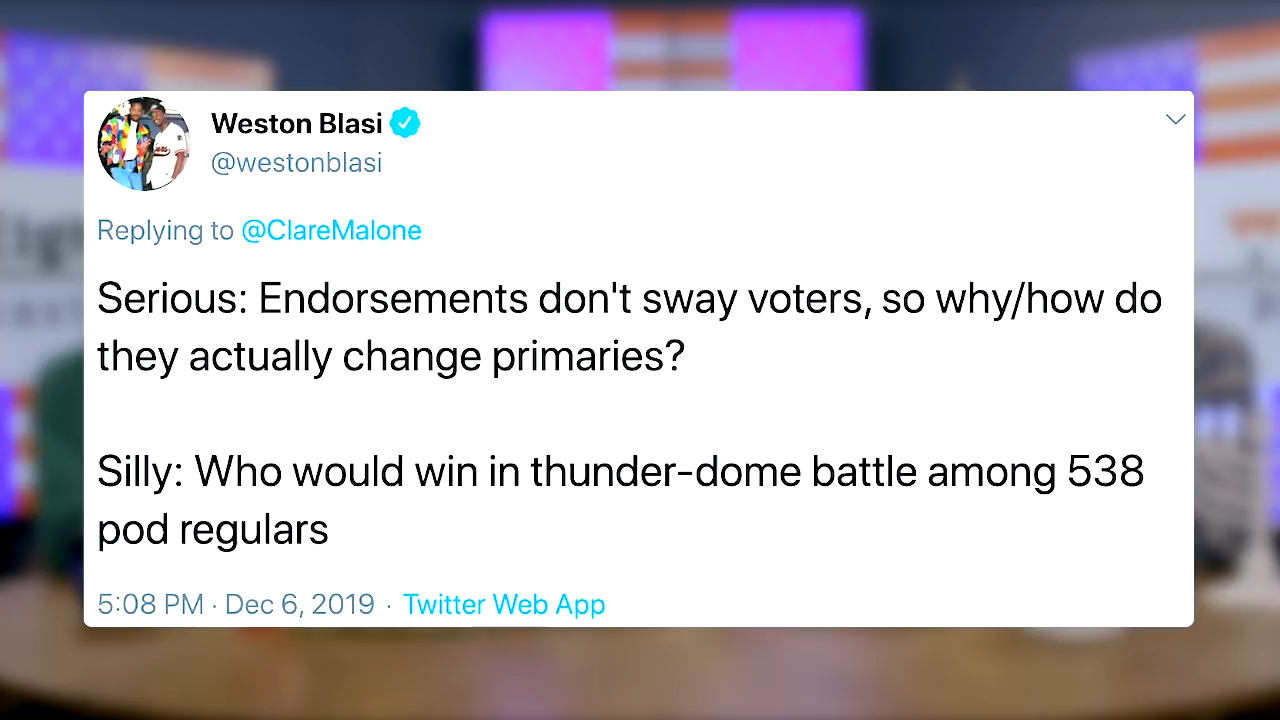 Weston Blasi
@westonblasi
Replying to @ClareMalone
Serious: Endorsements don't sway voters, so why/how do
they actually change primaries?
Silly: Who would win in thunder-dome battle among 538
pod regulars
5:08 PM · Dec 6, 2019 · Twitter Web App